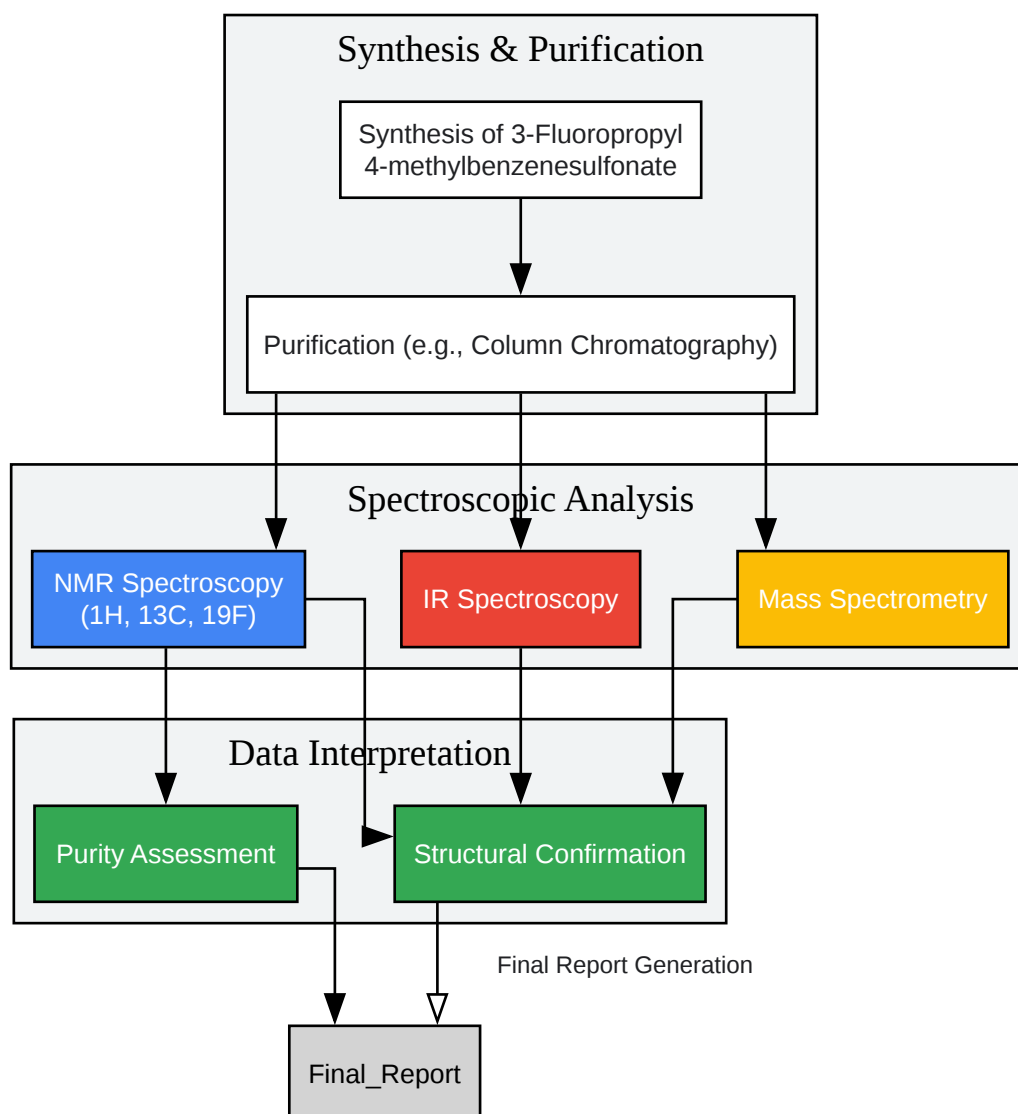 Synthesis & Purification
Synthesis of 3-Fluoropropyl
4-methylbenzenesulfonate
Purification (e.g., Column Chromatography)
Spectroscopic Analysis
NMR Spectroscopy
(1H, 13C, 19F)
IR Spectroscopy
Mass Spectrometry
Data Interpretation
Purity Assessment
Structural Confirmation
Final Report Generation
Final_Report